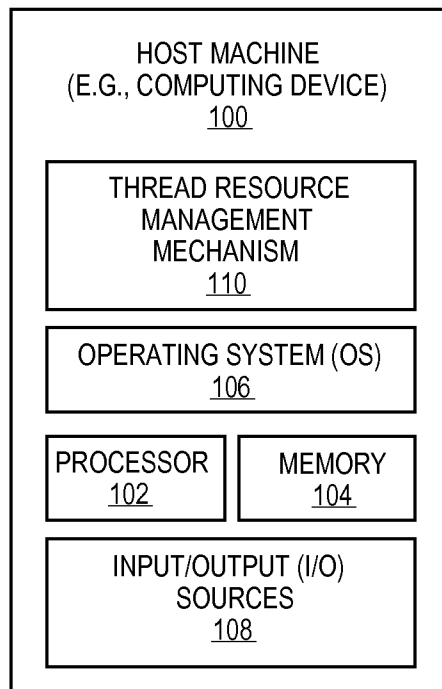 HOST MACHINE
(E.G., COMPUTING DEVICE)
100
THREAD RESOURCE
MANAGEMENT
MECHANISM
110
OPERATING SYSTEM (OS)
106
PROCESSOR
102
MEMORY
104
INPUT/OUTPUT (I/O)
SOURCES
108